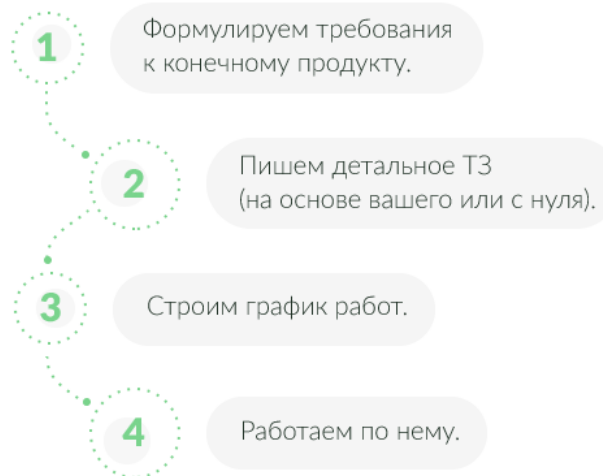 1
Формулируем требования
к конечному продукту.
2
Пишем детальное ТЗ
(на основе вашего или с нуля).
3
Строим график работ.
4
Работаем по нему.